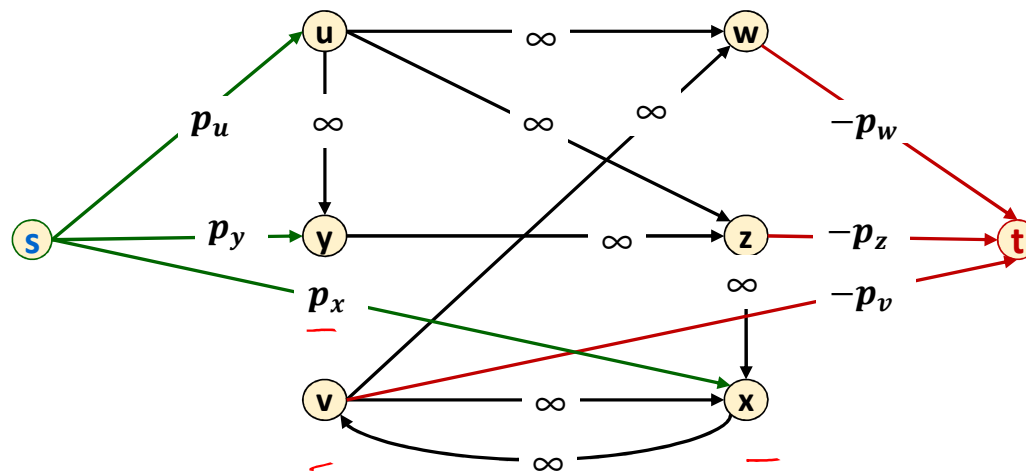 u ∞ w
p_u ∞ ∞ ∞ −p_w
s p_y y ∞ z −p_z t
p_x ∞ −p_v
v ∞ x
∞